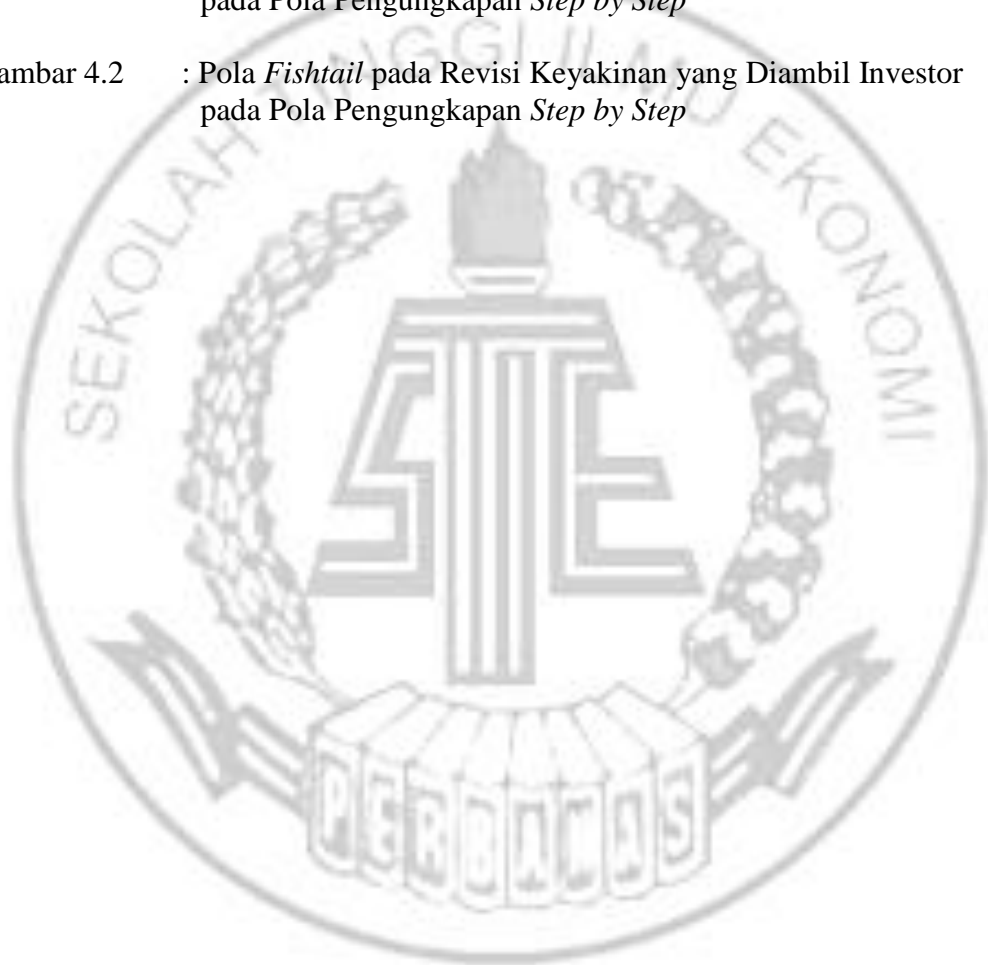 pada Pola Pengungkapan Step by Step
ambar 4.2 : Pola Fishtail pada Revisi Keyakinan yang Diambil Investor
pada Pola Pengungkapan Step by Step
SEKOLAH TINGGI ILMU EKONOMI
STIE
PERBANAS